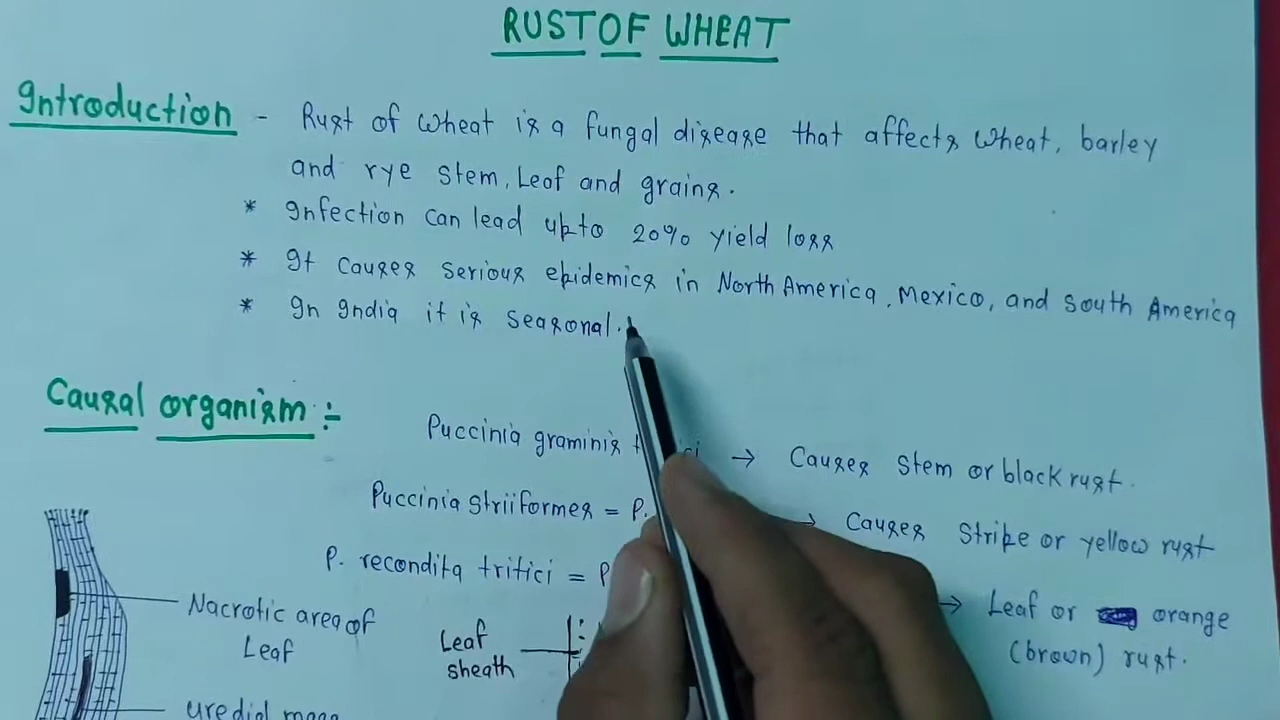 RUST OF WHEAT
Introduction - Rust of wheat is a fungal disease that affects wheat, barley
and rye stem, Leaf and grains.
* Infection can lead upto 20% yield loss
* It causes serious epidemics in North America, Mexico, and South America
* In India it is seasonal.
Causal organism :-
Puccinia graminis → Causes stem or black rust.
Puccinia striiformes = P. → Causes stripe or yellow rust
P. recondita tritici = P → Leaf or orange
(brown) rust.
Nacrotic area of
Leaf
Leaf
sheath
uredial